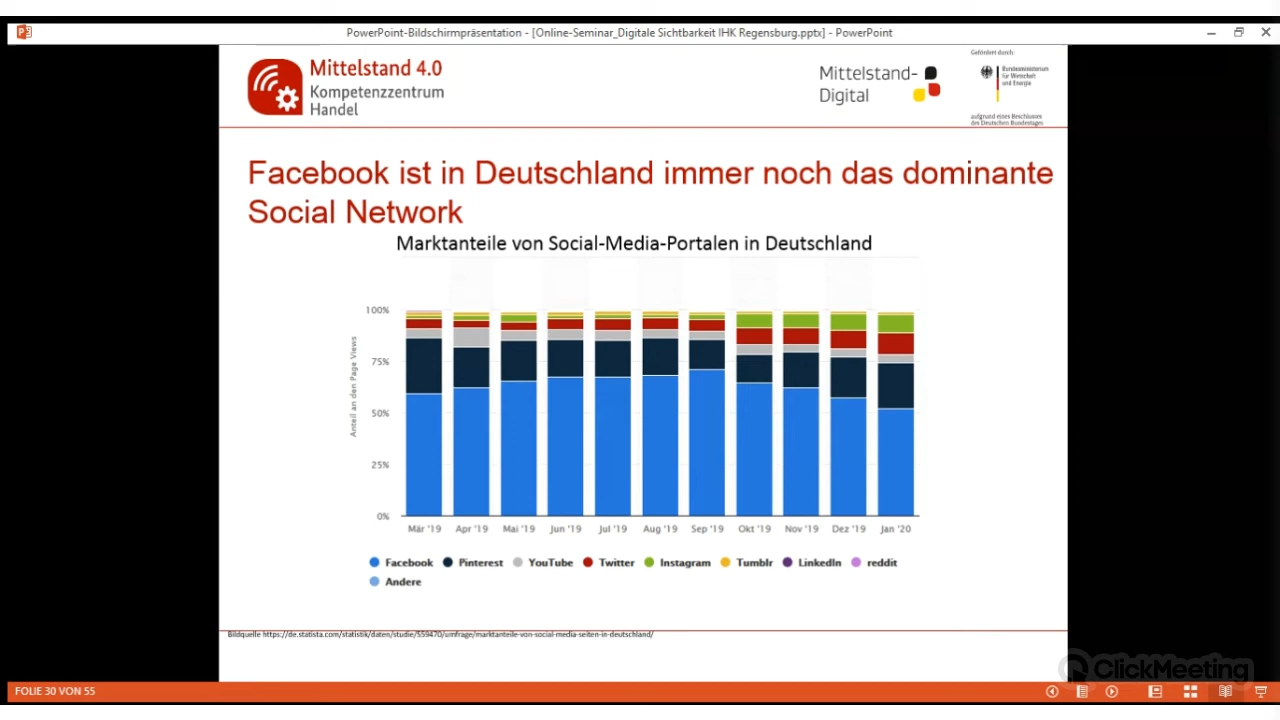 PowerPoint-Bildschirmpräsentation - [Online-Seminar_Digitale Sichtbarkeit IHK Regensburg.pptx] - PowerPoint
Mittelstand 4.0
Kompetenzzentrum
Handel
Mittelstand-
Digital
Gefördert durch:
Bundesministerium
für Wirtschaft
und Energie
aufgrund eines Beschlusses
des Deutschen Bundestages
Facebook ist in Deutschland immer noch das dominante
Social Network
Marktanteile von Social-Media-Portalen in Deutschland
Anteil an den Page Views
100%
75%
50%
25%
0%
Mär '19 Apr '19 Mai '19 Jun '19 Jul '19 Aug '19 Sep '19 Okt '19 Nov '19 Dez '19 Jan '20
Facebook Pinterest YouTube Twitter Instagram Tumblr LinkedIn reddit
Andere
Bildquelle https://de.statista.com/statistik/daten/studie/559470/umfrage/marktanteile-von-social-media-seiten-in-deutschland/
ClickMeeting
FOLIE 30 VON 55